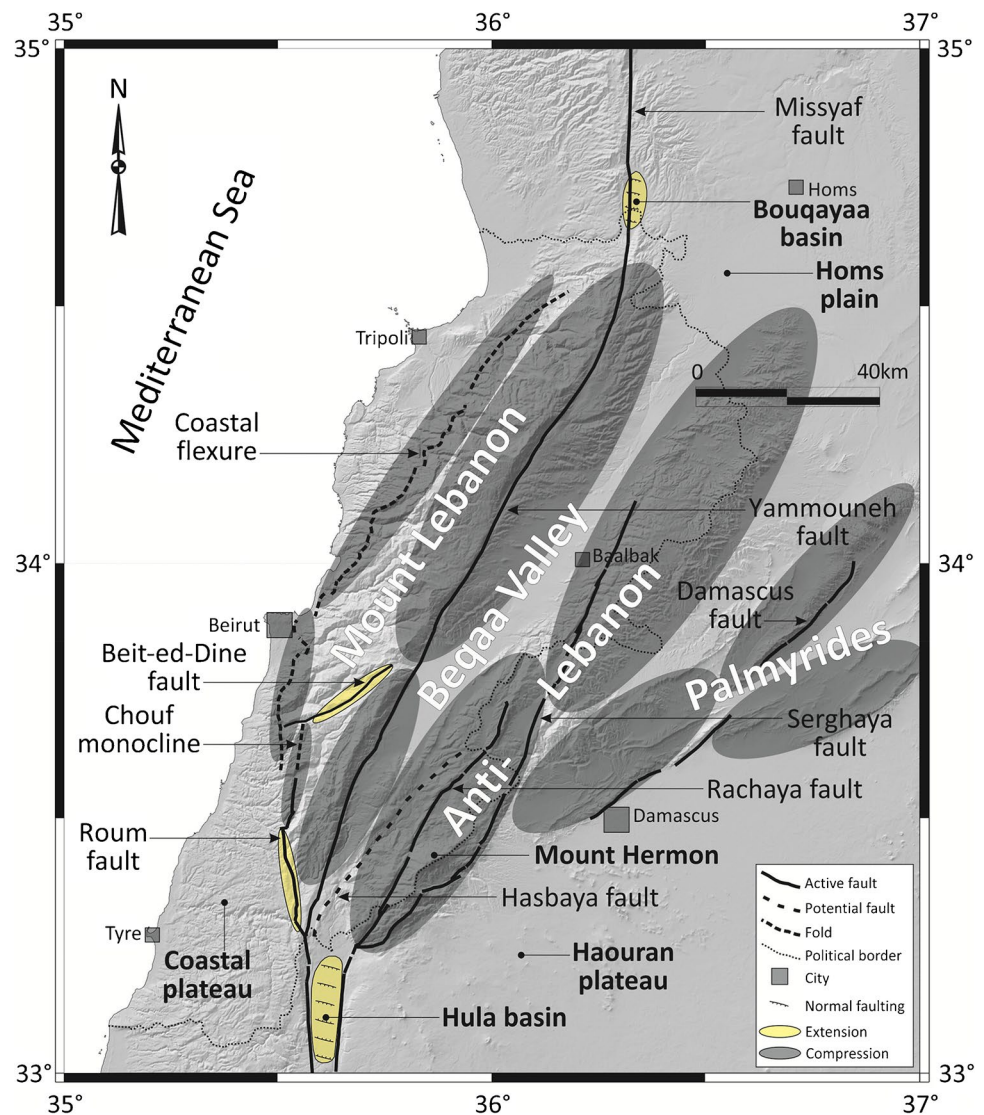 35°
36°
37°
35°
35°
N
Missyaf
fault
Homs
Bouqayaa
basin
Homs
plain
Mediterranean Sea
Tripoli
0
40km
Coastal
flexure
Mount Lebanon
Yammouneh
fault
Beqaa Valley
34°
34°
Baalbak
Damascus
fault
Beirut
Anti-
Lebanon
Palmyrides
Beit-ed-Dine
fault
Chouf
monocline
Serghaya
fault
Rachaya fault
Roum
fault
Damascus
Mount Hermon
Hasbaya fault
Tyre
Coastal
plateau
Haouran
plateau
Hula basin
Active fault
Potential fault
Fold
Political border
City
Normal faulting
Extension
Compression
33°
33°
35°
36°
37°